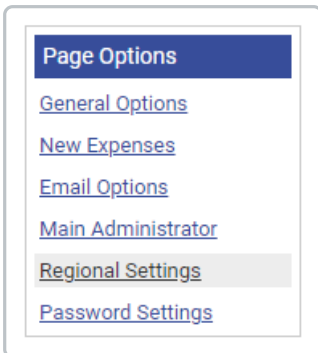 Page Options
General Options
New Expenses
Email Options
Main Administrator
Regional Settings
Password Settings